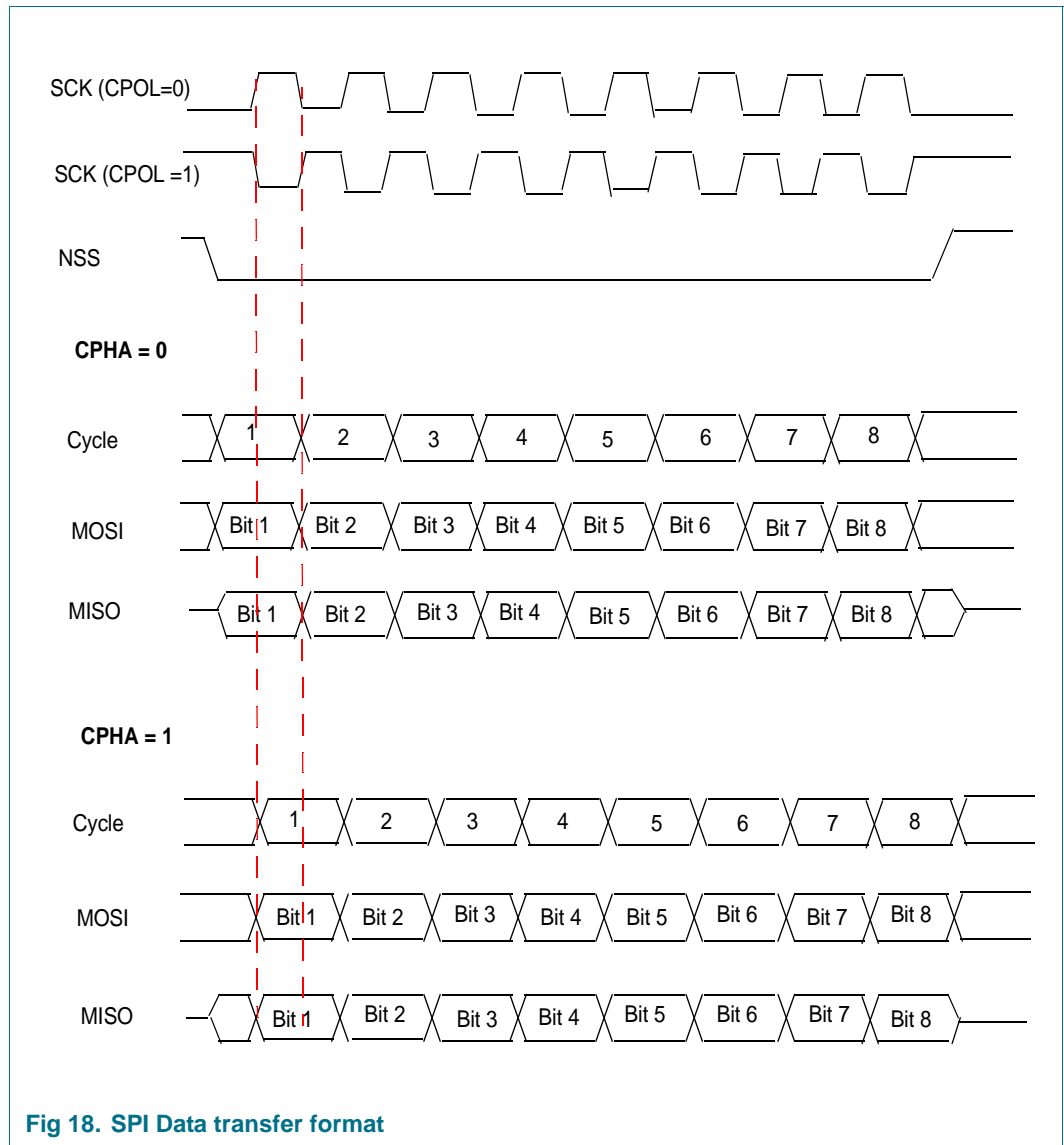 SCK (CPOL=0)
SCK (CPOL =1)
NSS
CPHA = 0
Cycle 1 2 3 4 5 6 7 8
MOSI Bit 1 Bit 2 Bit 3 Bit 4 Bit 5 Bit 6 Bit 7 Bit 8
MISO Bit 1 Bit 2 Bit 3 Bit 4 Bit 5 Bit 6 Bit 7 Bit 8
CPHA = 1
Cycle 1 2 3 4 5 6 7 8
MOSI Bit 1 Bit 2 Bit 3 Bit 4 Bit 5 Bit 6 Bit 7 Bit 8
MISO Bit 1 Bit 2 Bit 3 Bit 4 Bit 5 Bit 6 Bit 7 Bit 8
Fig 18. SPI Data transfer format